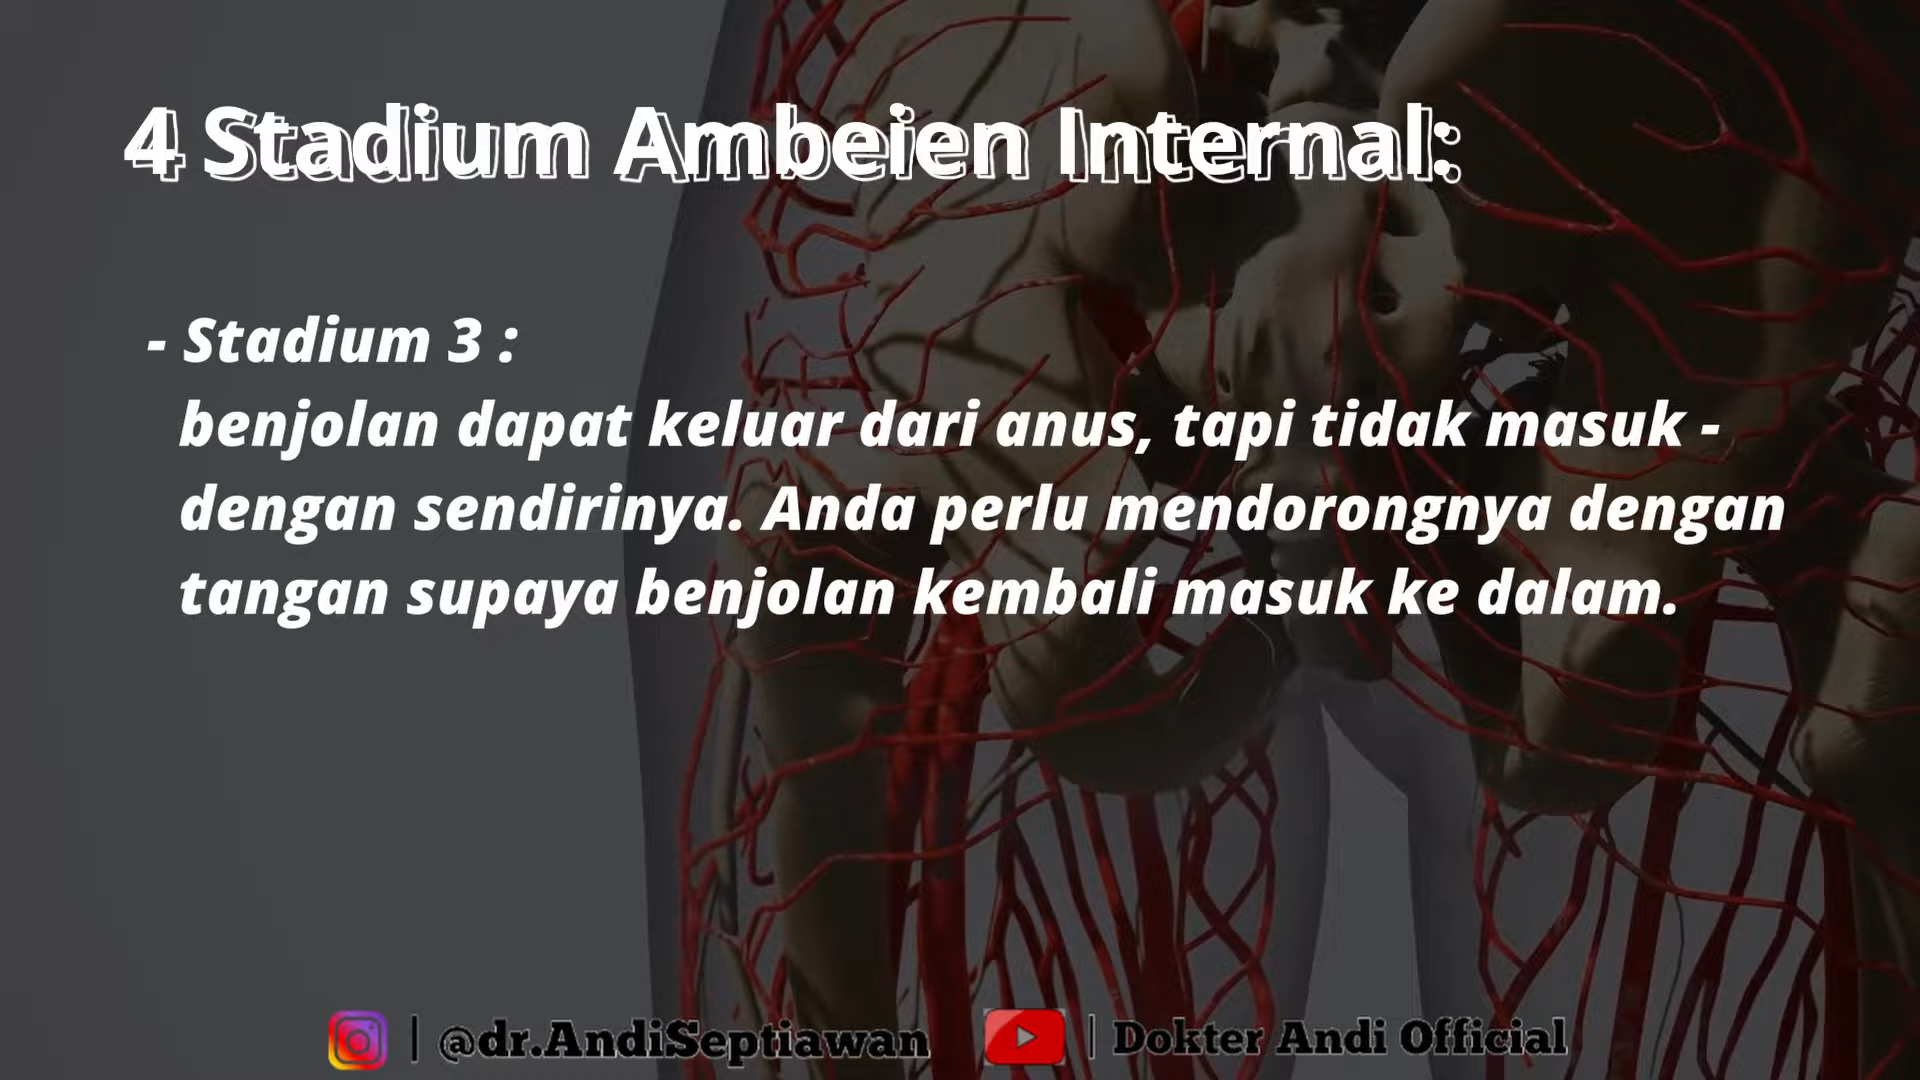 4 Stadium Ambeien Internal:
- Stadium 3 :
benjolan dapat keluar dari anus, tapi tidak masuk -
dengan sendirinya. Anda perlu mendorongnya dengan
tangan supaya benjolan kembali masuk ke dalam.
| @dr.AndiSeptiawan | Dokter Andi Official